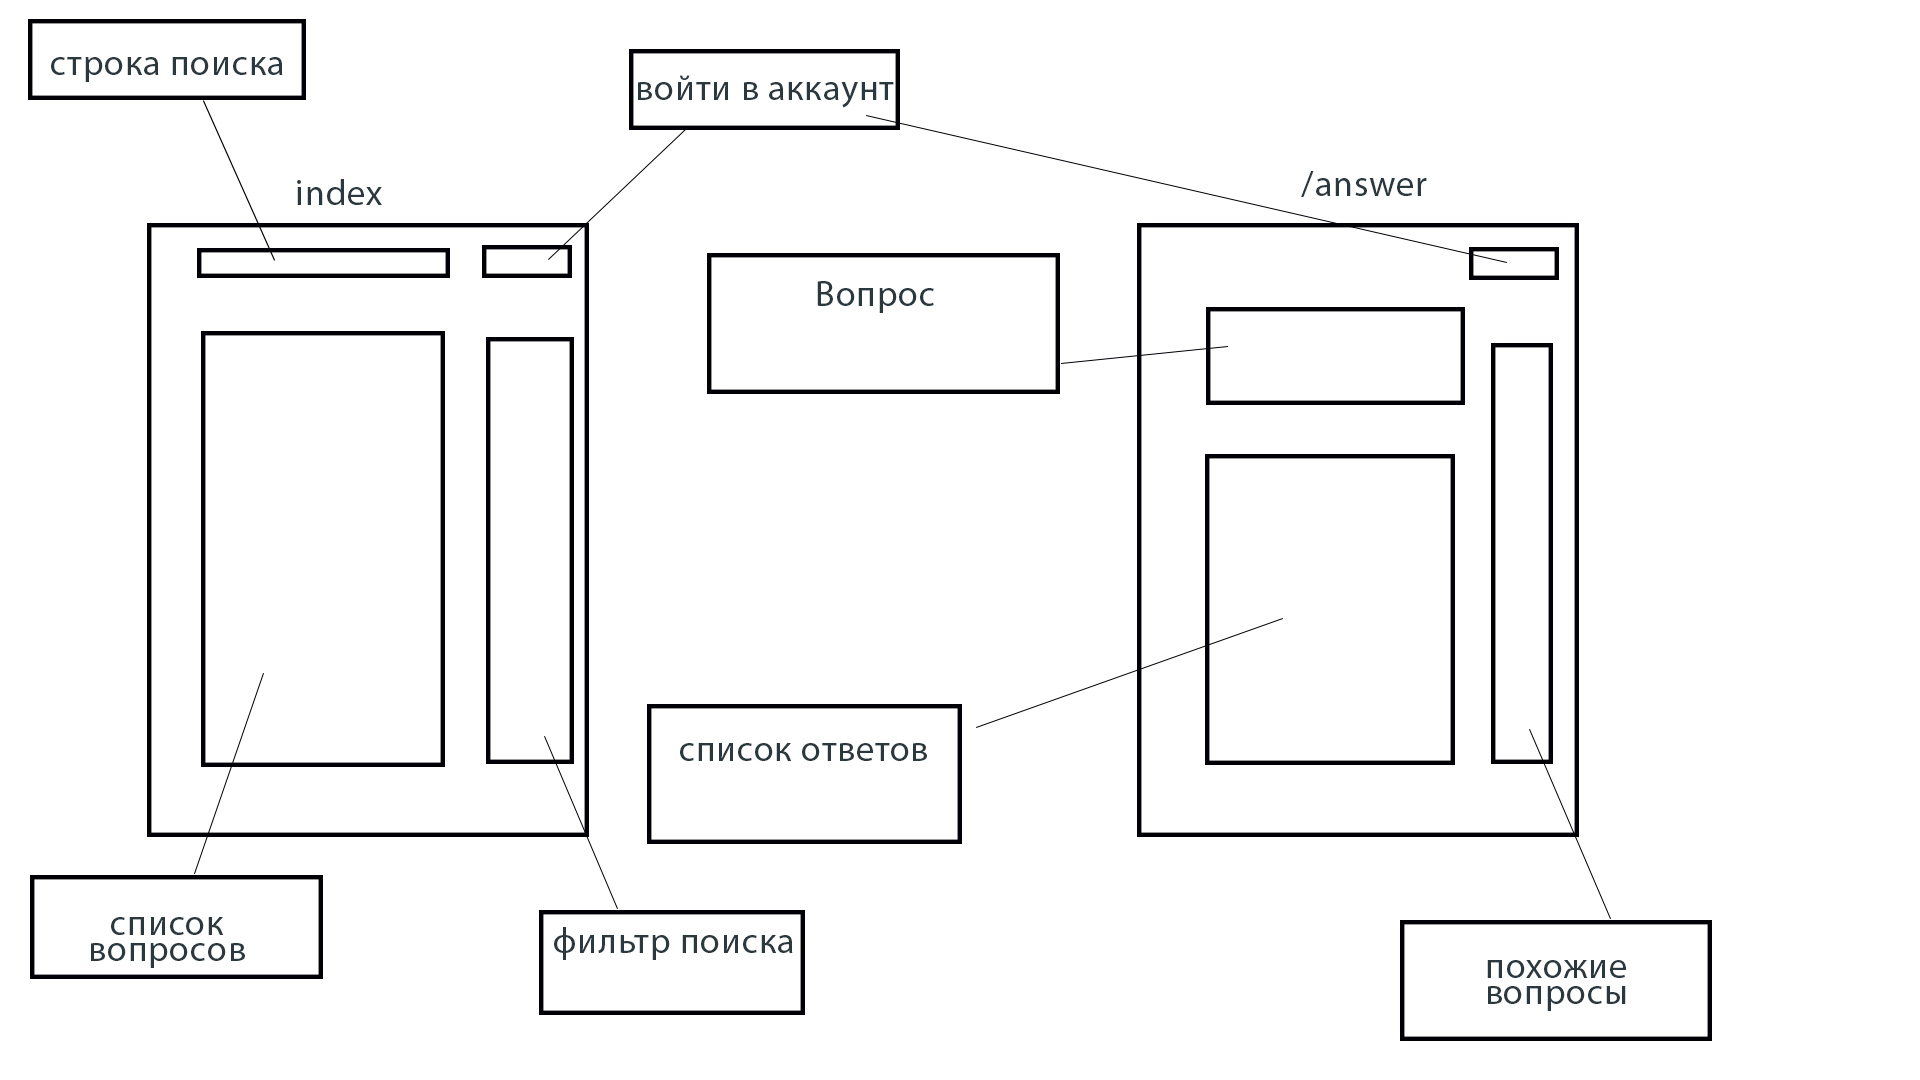 строка поиска
войти в аккаунт
index
/answer
Вопрос
список ответов
список
вопросов
фильтр поиска
похожие
вопросы